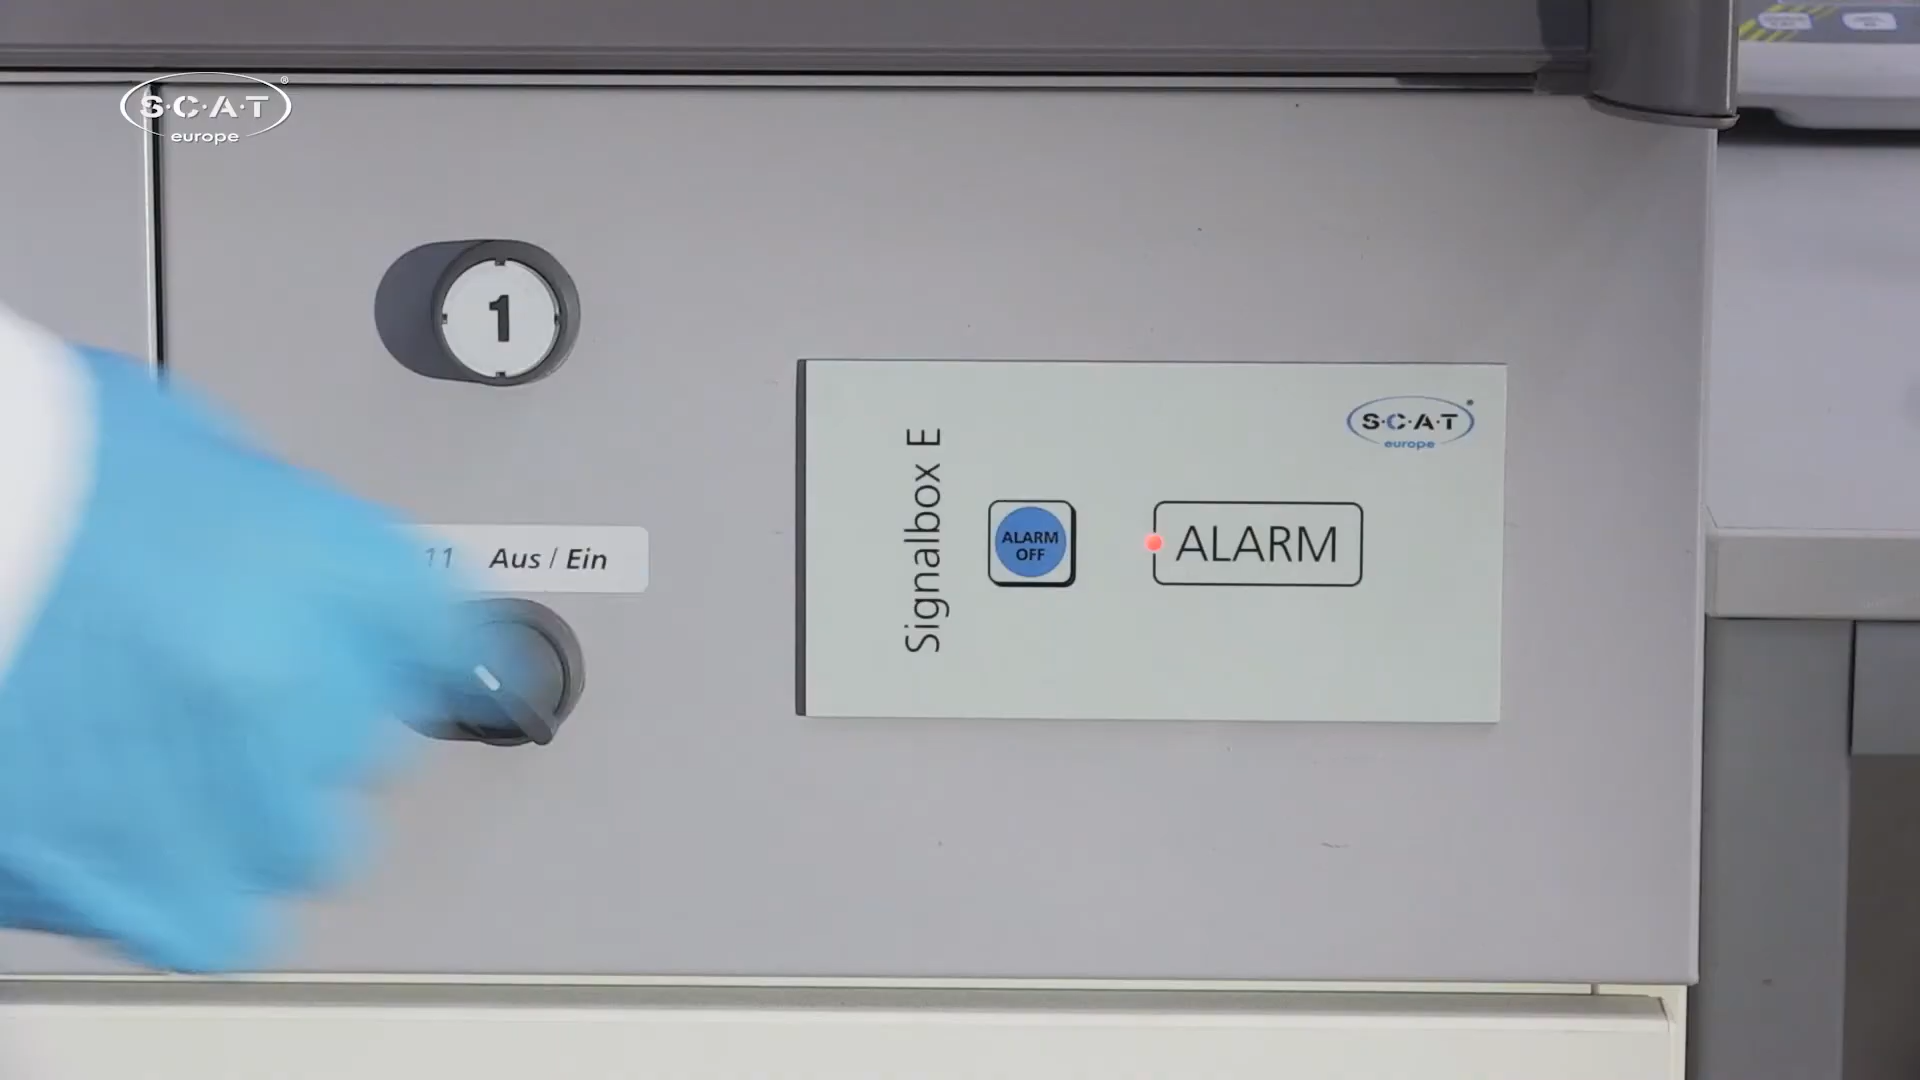 S·C·A·T®
europe
1
11 Aus / Ein
Signalbox E
ALARM
OFF
ALARM
S·C·A·T
europe